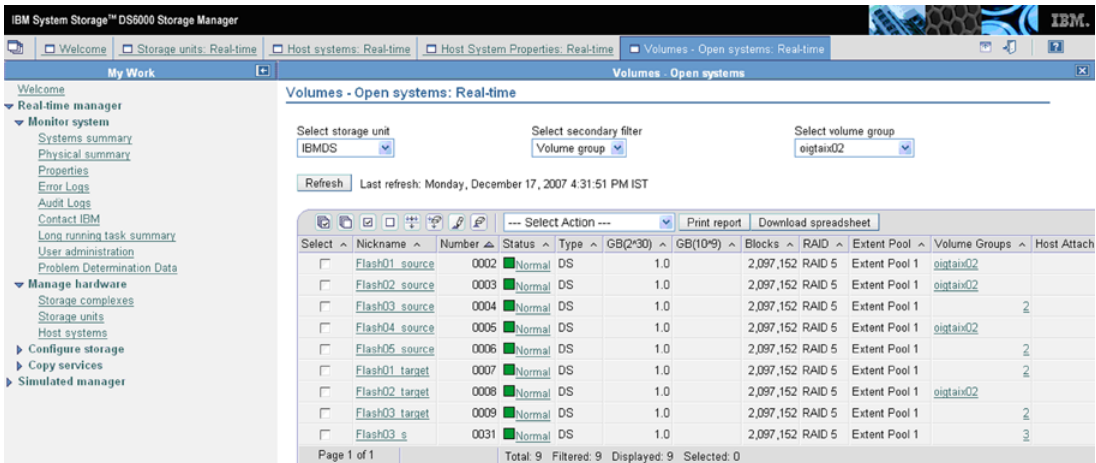 IBM System Storage™ DS6000 Storage Manager
IBM.
Welcome Storage units: Real-time Host systems: Real-time Host System Properties: Real-time Volumes - Open systems: Real-time ?
My Work
Volumes - Open systems
Welcome
Real-time manager
Monitor system
Systems summary
Physical summary
Properties
Error Logs
Audit Logs
Contact IBM
Long running task summary
User administration
Problem Determination Data
Manage hardware
Storage complexes
Storage units
Host systems
Configure storage
Copy services
Simulated manager
Volumes - Open systems: Real-time
Select storage unit Select secondary filter Select volume group
IBMDS Volume group oigtaix02
Refresh Last refresh: Monday, December 17, 2007 4:31:51 PM IST
--- Select Action --- Print report Download spreadsheet
Select Nickname Number Status Type GB(2^30) GB(10^9) Blocks RAID Extent Pool Volume Groups Host Attach
Flash01_source 0002 Normal DS 1.0 2,097,152 RAID 5 Extent Pool 1 oigtaix02
Flash02_source 0003 Normal DS 1.0 2,097,152 RAID 5 Extent Pool 1 oigtaix02
Flash03_source 0004 Normal DS 1.0 2,097,152 RAID 5 Extent Pool 1 2
Flash04_source 0005 Normal DS 1.0 2,097,152 RAID 5 Extent Pool 1 oigtaix02
Flash05_source 0006 Normal DS 1.0 2,097,152 RAID 5 Extent Pool 1 2
Flash01_target 0007 Normal DS 1.0 2,097,152 RAID 5 Extent Pool 1 2
Flash02_target 0008 Normal DS 1.0 2,097,152 RAID 5 Extent Pool 1 oigtaix02
Flash03_target 0009 Normal DS 1.0 2,097,152 RAID 5 Extent Pool 1 2
Flash03_s 0031 Normal DS 1.0 2,097,152 RAID 5 Extent Pool 1 3
Page 1 of 1 Total: 9 Filtered: 9 Displayed: 9 Selected: 0